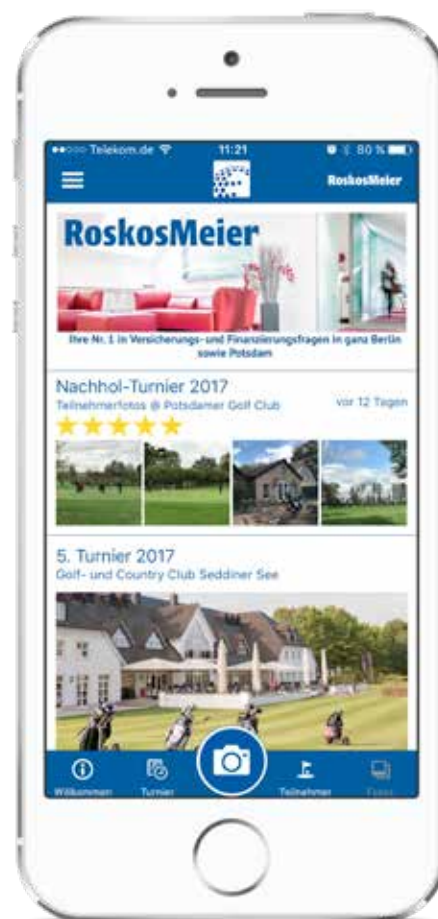 Telekom.de 11:21 80 %
RoskosMeier
RoskosMeier
Ihre Nr. 1 in Versicherungs- und Finanzierungsfragen in ganz Berlin
sowie Potsdam
Nachhol-Turnier 2017
Teilnehmerfotos @ Potsdamer Golf Club vor 12 Tagen
5. Turnier 2017
Golf- und Country Club Seddiner See
Willkommen Turnier Teilnehmer Fotos